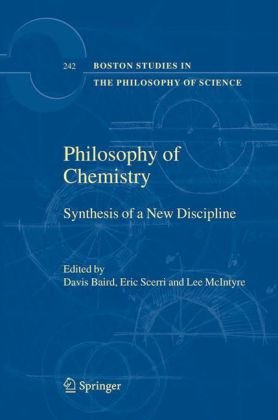 242 BOSTON STUDIES IN
THE PHILOSOPHY OF SCIENCE
Philosophy of
Chemistry
Synthesis of a New Discipline
Edited by
Davis Baird, Eric Scerri and Lee McIntyre
Springer